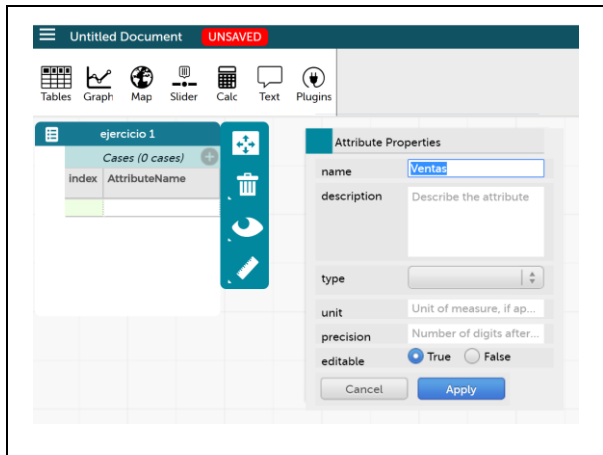 Untitled Document UNSAVED
Tables Graph Map Slider Calc Text Plugins
ejercicio 1
Cases (0 cases)
index AttributeName
Attribute Properties
name Ventas
description Describe the attribute
type
unit Unit of measure, if ap...
precision Number of digits after...
editable True False
Cancel Apply